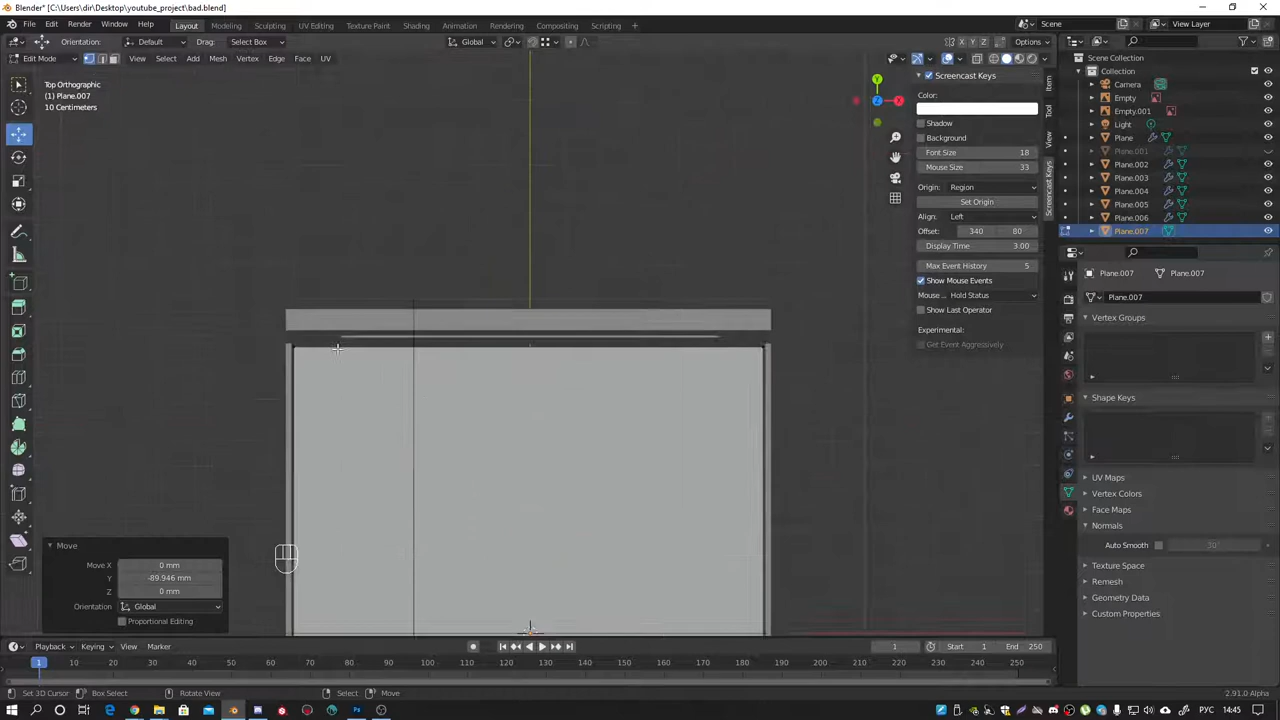 Blender* [C:\Users\dir\Desktop\youtube_project\bad.blend]
File Edit Render Window Help Layout Modeling Sculpting UV Editing Texture Paint Shading Animation Rendering Compositing Scripting Scene View Layer
Orientation: Default Drag: Select Box Global X Y Z Options
Edit Mode View Select Add Mesh Vertex Edge Face UV
Top Orthographic
(1) Plane.007
10 Centimeters
Y
Z
X
Screencast Keys
Color:
Shadow
Background
Font Size 18
Mouse Size 33
Origin: Region
Set Origin
Align: Left
Offset: 340 80
Display Time 3.00
Max Event History 5
Show Mouse Events
Mouse ... Hold Status
Show Last Operator
Experimental:
Get Event Aggressively
Item
Tool
View
Screencast Keys
Scene Collection
Collection
Camera
Empty
Empty.001
Light
Plane
Plane.001
Plane.002
Plane.003
Plane.004
Plane.005
Plane.006
Plane.007
Plane.007 Plane.007
Plane.007
Vertex Groups
Shape Keys
UV Maps
Vertex Colors
Face Maps
Normals
Auto Smooth 30°
Texture Space
Remesh
Geometry Data
Custom Properties
Move
Move X 0 mm
Y -89.946 mm
Z 0 mm
Orientation Global
Proportional Editing
Playback Keying View Marker 1 Start 1 End 250
1 10 20 30 40 50 60 70 80 90 100 110 120 130 140 150 160 170 180 190 200 210 220 230 240 250
Set 3D Cursor Box Select Rotate View Select Move 2.91.0 Alpha
РУС 14:45